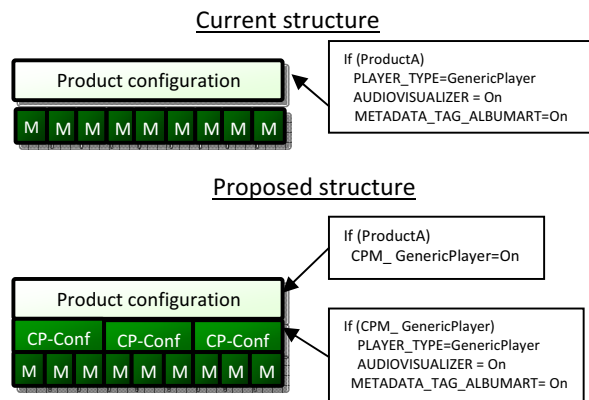 Current structure
Product configuration
M M M M M M M M M
If (ProductA)
PLAYER_TYPE=GenericPlayer
AUDIOVISUALIZER = On
METADATA_TAG_ALBUMART=On
Proposed structure
If (ProductA)
CPM_ GenericPlayer=On
Product configuration
CP-Conf CP-Conf CP-Conf
M M M M M M M M M
If (CPM_ GenericPlayer)
PLAYER_TYPE=GenericPlayer
AUDIOVISUALIZER = On
METADATA_TAG_ALBUMART= On